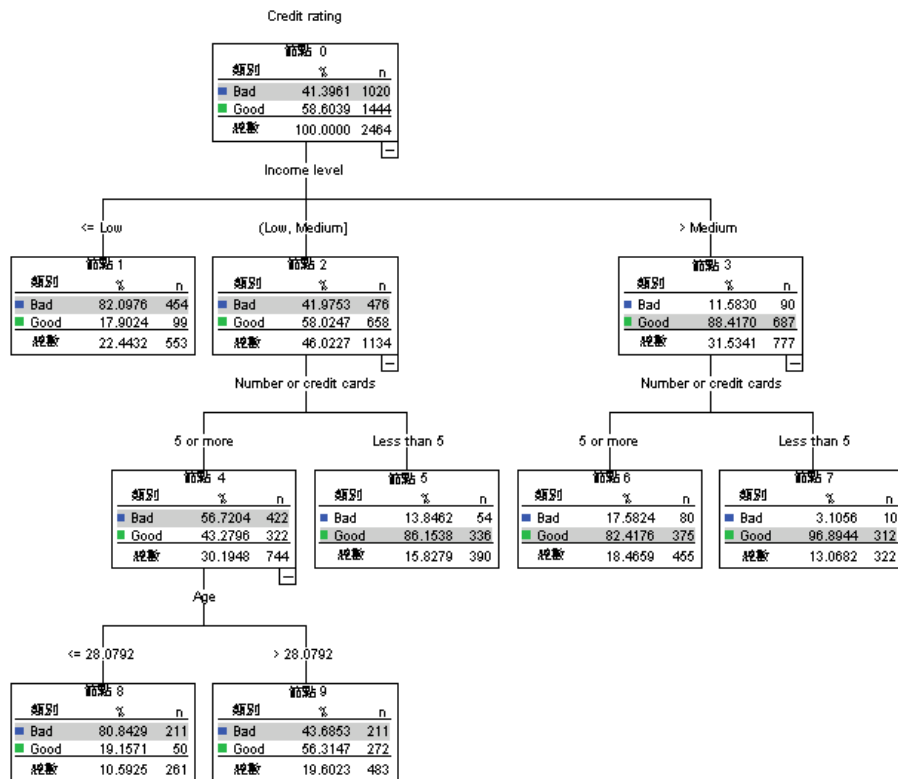 Credit rating
節點 0
類別 % n
Bad 41.3961 1020
Good 58.6039 1444
總數 100.0000 2464
Income level
<= Low
(Low, Medium]
> Medium
節點 1
類別 % n
Bad 82.0976 454
Good 17.9024 99
總數 22.4432 553
節點 2
類別 % n
Bad 41.9753 476
Good 58.0247 658
總數 46.0227 1134
節點 3
類別 % n
Bad 11.5830 90
Good 88.4170 687
總數 31.5341 777
Number or credit cards
Number or credit cards
5 or more
Less than 5
5 or more
Less than 5
節點 4
類別 % n
Bad 56.7204 422
Good 43.2796 322
總數 30.1948 744
節點 5
類別 % n
Bad 13.8462 54
Good 86.1538 336
總數 15.8279 390
節點 6
類別 % n
Bad 17.5824 80
Good 82.4176 375
總數 18.4659 455
節點 7
類別 % n
Bad 3.1056 10
Good 96.8944 312
總數 13.0682 322
Age
<= 28.0792
> 28.0792
節點 8
類別 % n
Bad 80.8429 211
Good 19.1571 50
總數 10.5925 261
節點 9
類別 % n
Bad 43.6853 211
Good 56.3147 272
總數 19.6023 483